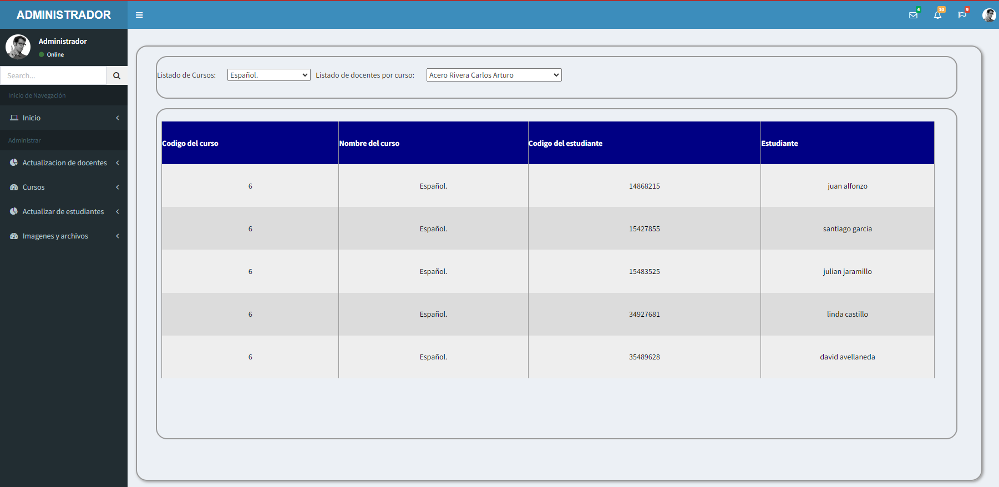 ADMINISTRADOR
4
10
9
Administrador
Online
Search...
Inicio de Navegación
Inicio
Administrar
Actualizacion de docentes
Cursos
Actualizar de estudiantes
Imagenes y archivos
Listado de Cursos: Español. Listado de docentes por curso: Acero Rivera Carlos Arturo
Codigo del curso Nombre del curso Codigo del estudiante Estudiante
6 Español. 14868215 juan alfonzo
6 Español. 15427855 santiago garcia
6 Español. 15483525 julian jaramillo
6 Español. 34927681 linda castillo
6 Español. 35489628 david avellaneda